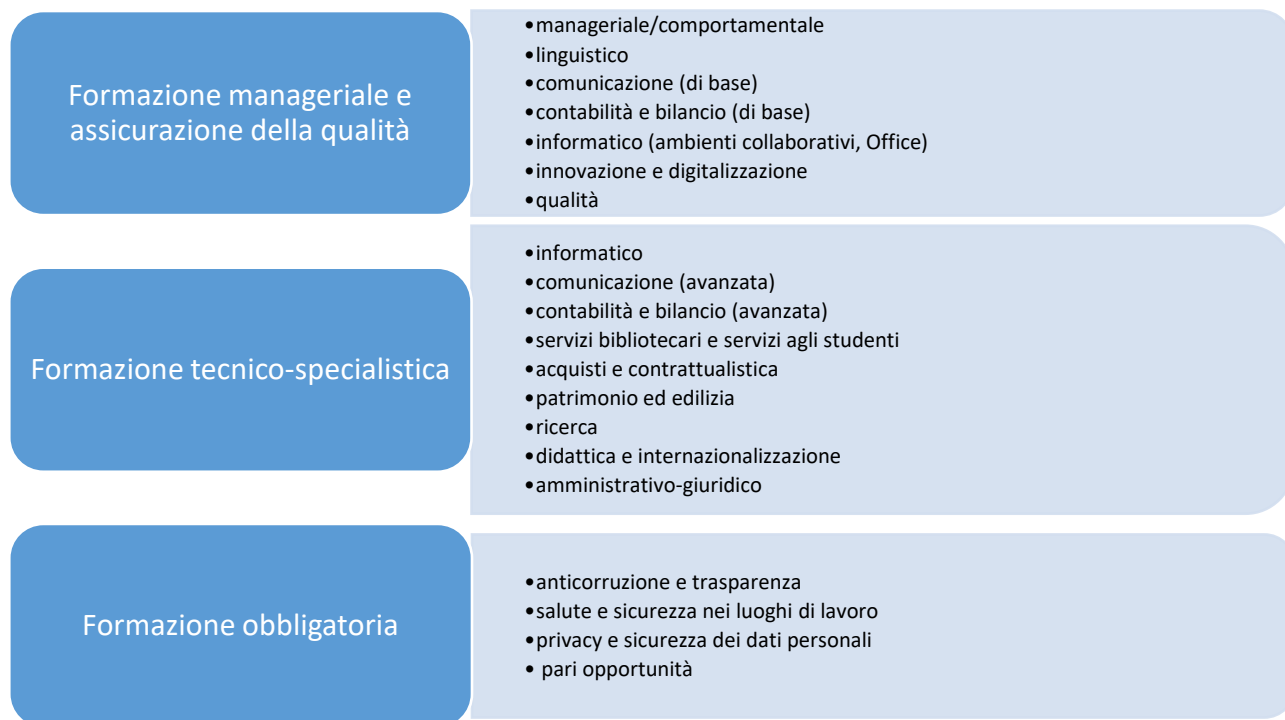 Formazione manageriale e
assicurazione della qualità
•manageriale/comportamentale
•linguistico
•comunicazione (di base)
•contabilità e bilancio (di base)
•informatico (ambienti collaborativi, Office)
•innovazione e digitalizzazione
•qualità
Formazione tecnico-specialistica
•informatico
•comunicazione (avanzata)
•contabilità e bilancio (avanzata)
•servizi bibliotecari e servizi agli studenti
•acquisti e contrattualistica
•patrimonio ed edilizia
•ricerca
•didattica e internazionalizzazione
•amministrativo-giuridico
Formazione obbligatoria
•anticorruzione e trasparenza
•salute e sicurezza nei luoghi di lavoro
•privacy e sicurezza dei dati personali
• pari opportunità